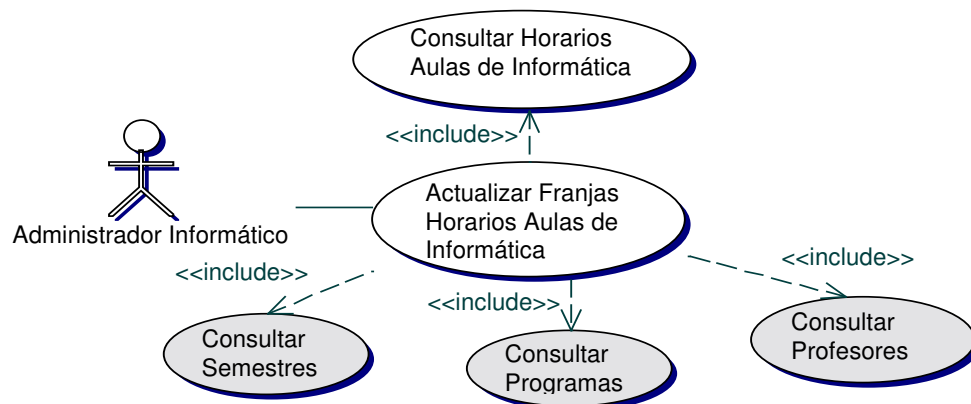 Consultar Horarios
Aulas de Informática
<<include>>
Actualizar Franjas
Horarios Aulas de
Informática
Administrador Informático
<<include>>
<<include>>
<<include>>
Consultar
Semestres
Consultar
Programas
Consultar
Profesores